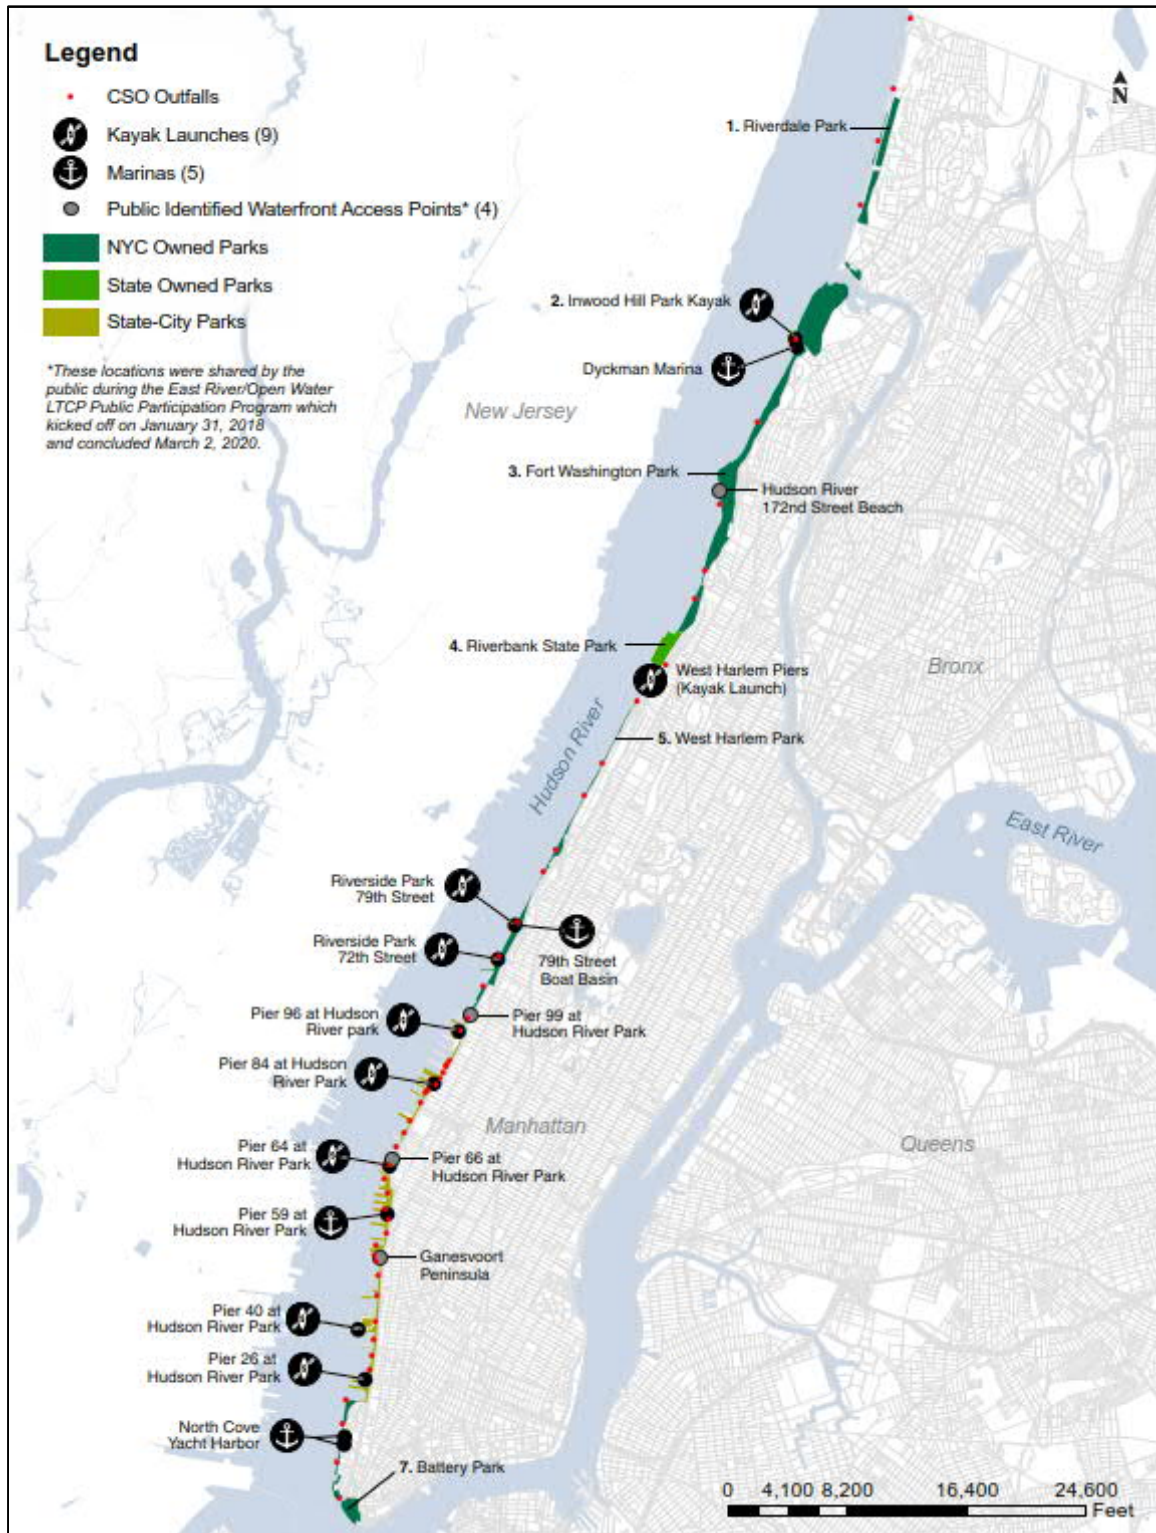 Legend
CSO Outfalls
Kayak Launches (9)
Marinas (5)
Public Identified Waterfront Access Points* (4)
NYC Owned Parks
State Owned Parks
State-City Parks
*These locations were shared by the
public during the East River/Open Water
LTCP Public Participation Program which
kicked off on January 31, 2018
and concluded March 2, 2020.
N
1. Riverdale Park
2. Inwood Hill Park Kayak
Dyckman Marina
New Jersey
3. Fort Washington Park
Hudson River
172nd Street Beach
4. Riverbank State Park
West Harlem Piers
(Kayak Launch)
Bronx
5. West Harlem Park
Hudson River
East River
Riverside Park
79th Street
Riverside Park
72th Street
79th Street
Boat Basin
Pier 96 at Hudson
River park
Pier 99 at
Hudson River Park
Pier 84 at Hudson
River Park
Manhattan
Queens
Pier 64 at
Hudson River Park
Pier 66 at
Hudson River Park
Pier 59 at
Hudson River Park
Ganesvoort
Peninsula
Pier 40 at
Hudson River Park
Pier 26 at
Hudson River Park
North Cove
Yacht Harbor
7. Battery Park
0 4,100 8,200 16,400 24,600
Feet